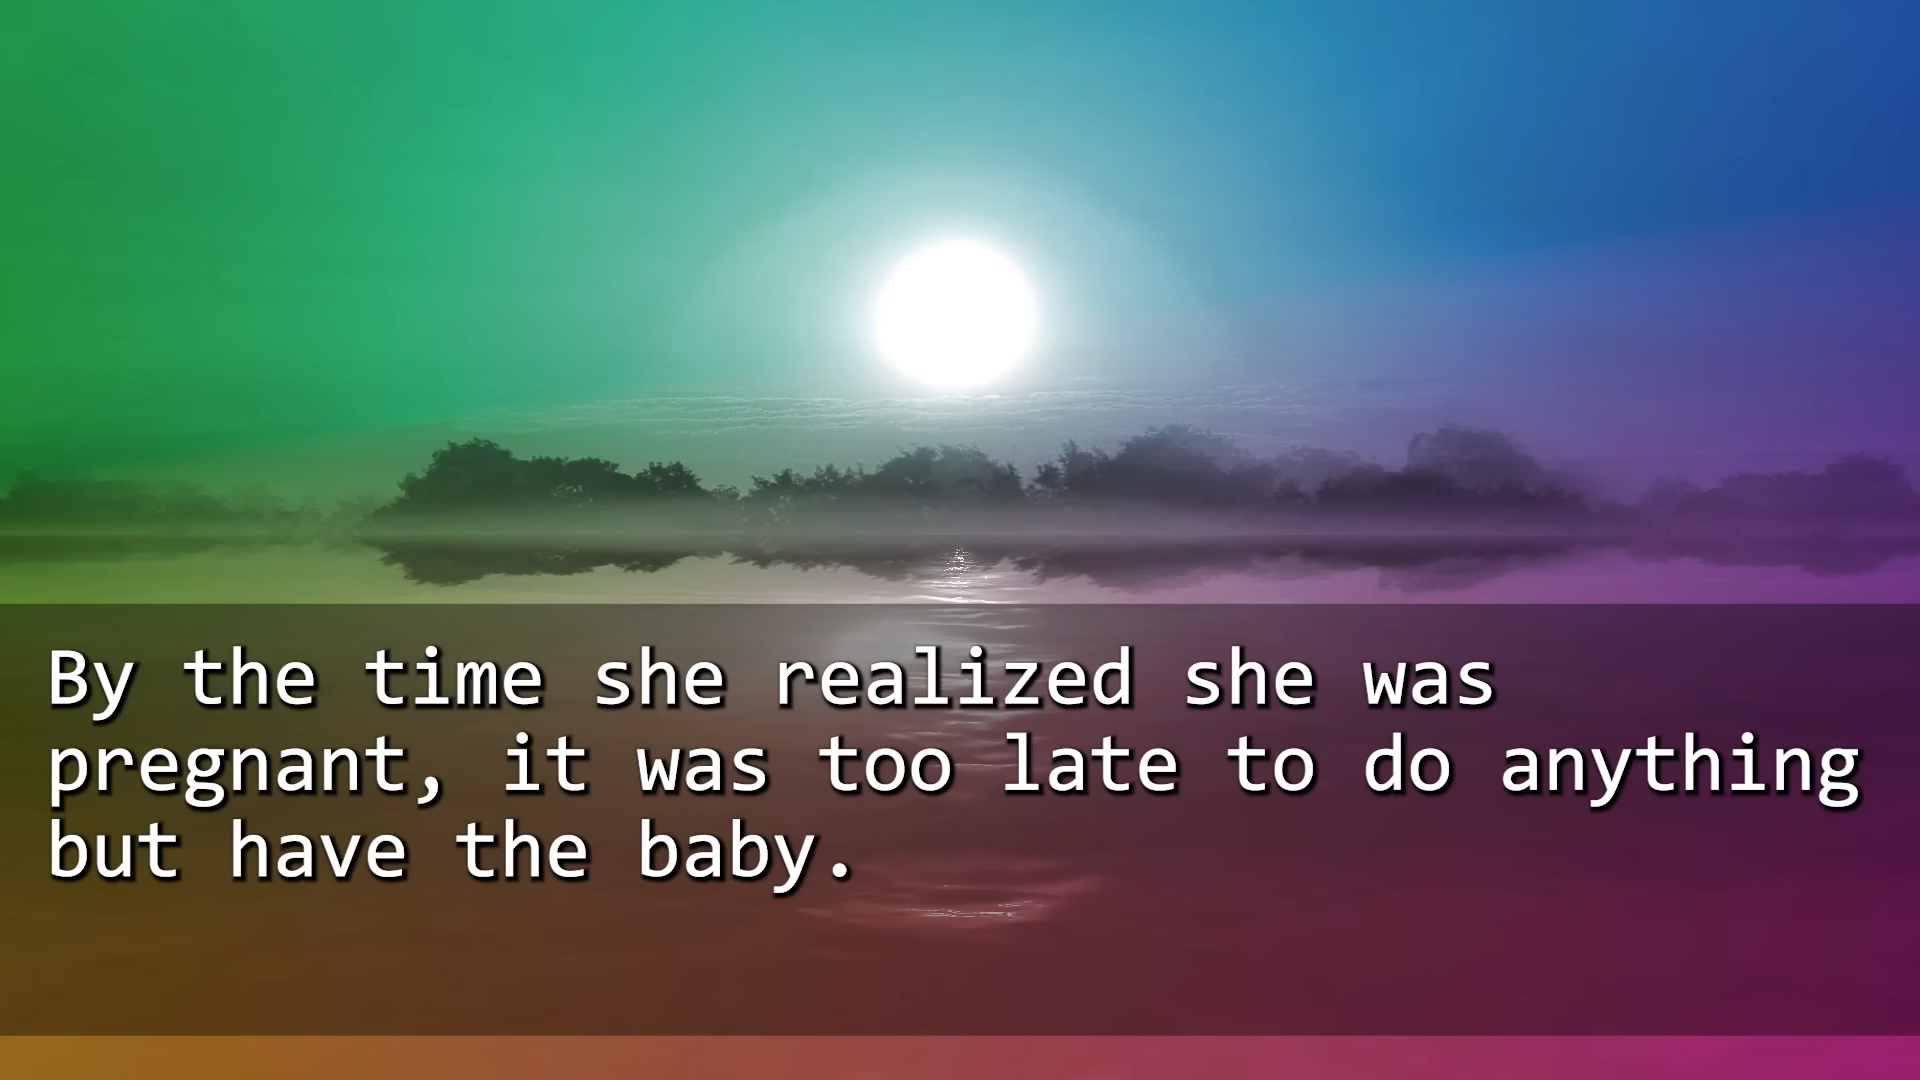 By the time she realized she was
pregnant, it was too late to do anything
but have the baby.